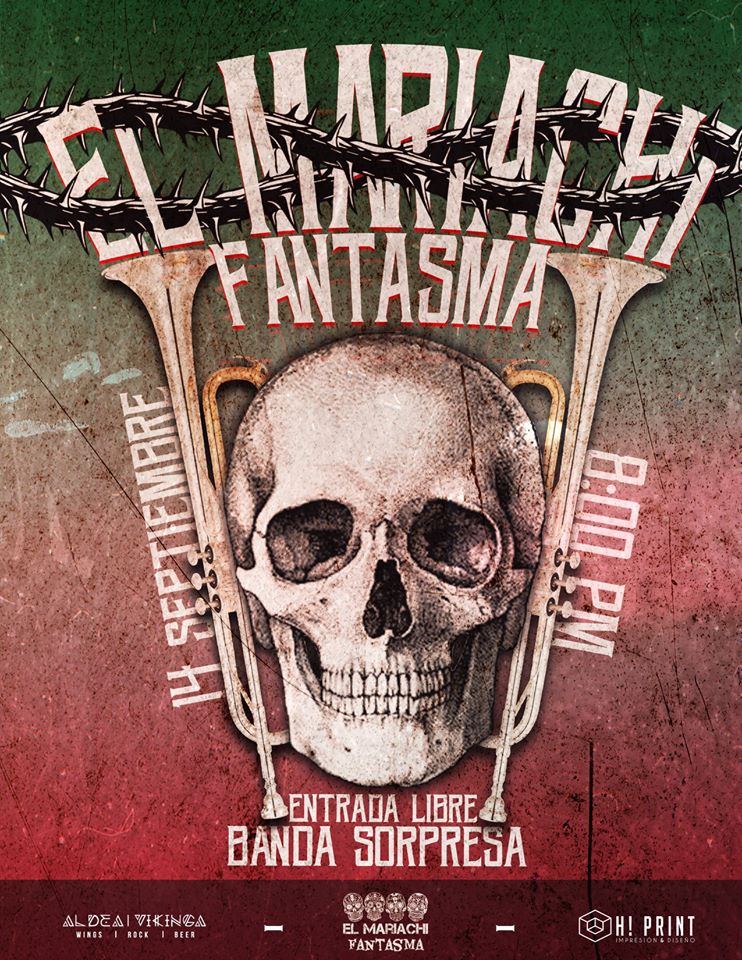 EL MARIACHI
FANTASMA
14 SEPTIEMBRE
8:00 PM
ENTRADA LIBRE
BANDA SORPRESA
ALDEA | VIKINGA
WINGS | ROCK | BEER
EL MARIACHI
FANTASMA
H! PRINT
IMPRESIÓN & DISEÑO